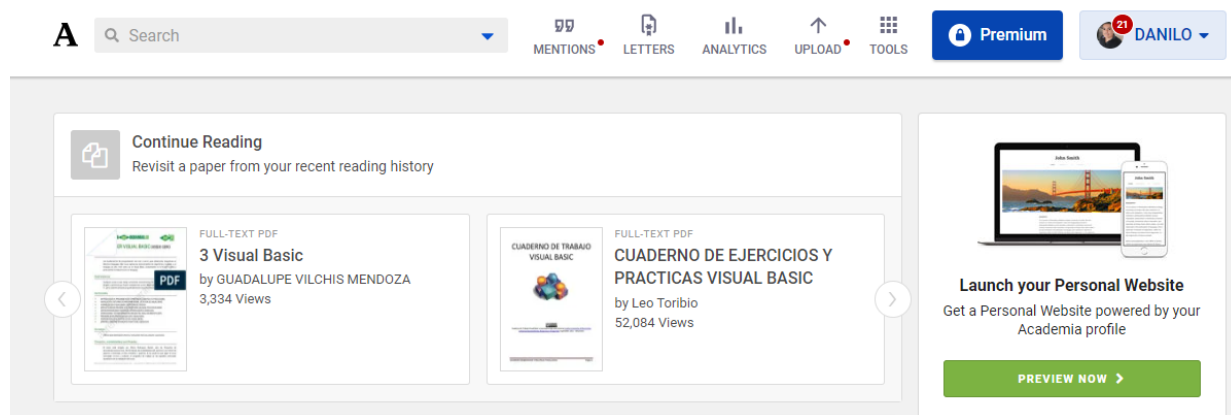 A
Search
MENTIONS
LETTERS
ANALYTICS
UPLOAD
TOOLS
Premium
21
DANILO
Continue Reading
Revisit a paper from your recent reading history
PDF
FULL-TEXT PDF
3 Visual Basic
by GUADALUPE VILCHIS MENDOZA
3,334 Views
CUADERNO DE TRABAJO
VISUAL BASIC
FULL-TEXT PDF
CUADERNO DE EJERCICIOS Y
PRACTICAS VISUAL BASIC
by Leo Toribio
52,084 Views
John Smith
John Smith
Launch your Personal Website
Get a Personal Website powered by your
Academia profile
PREVIEW NOW